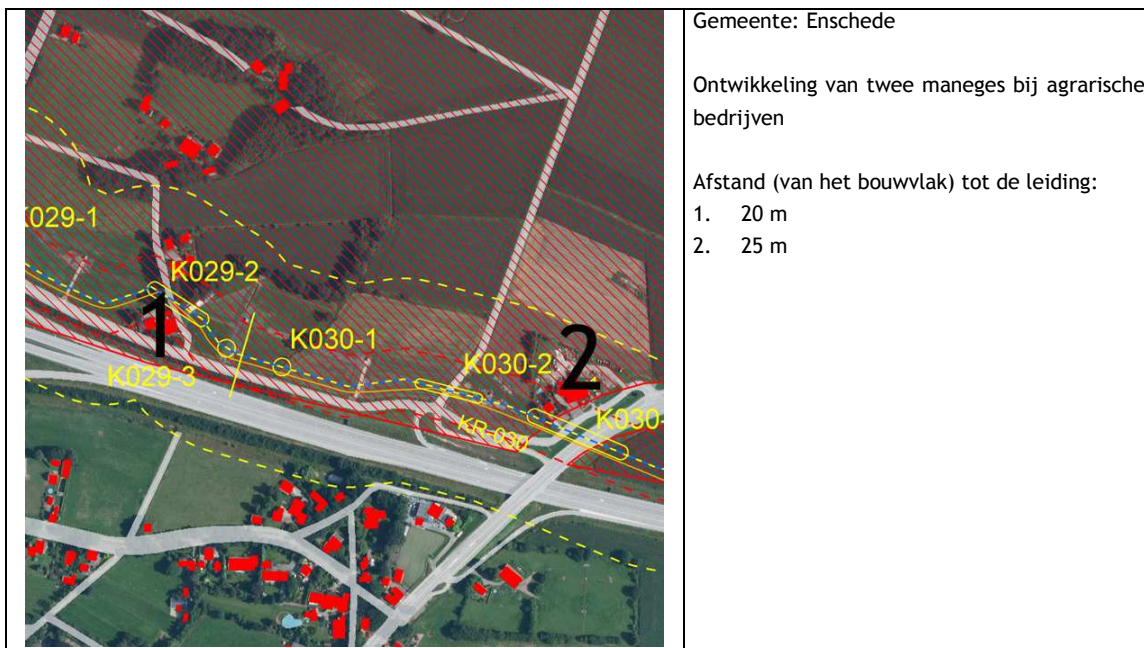 K029-1
K029-2
1
K030-1
K030-2
2
K029-3
K030-
KR-030
Gemeente: Enschede
Ontwikkeling van twee maneges bij agrarische
bedrijven
Afstand (van het bouwvlak) tot de leiding:
1. 20 m
2. 25 m